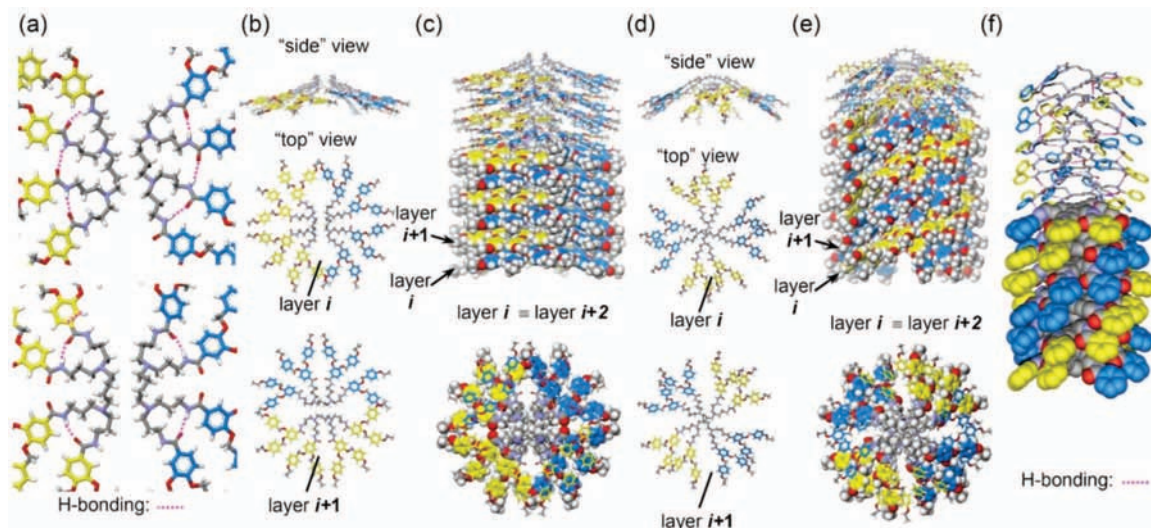 (a)
H-bonding:
(b)
"side" view
"top" view
layer i
layer i+1
(c)
layer
i+1
layer
i
layer i = layer i+2
(d)
"side" view
"top" view
layer i
layer i+1
(e)
layer
i+1
layer
i
layer i = layer i+2
(f)
H-bonding: